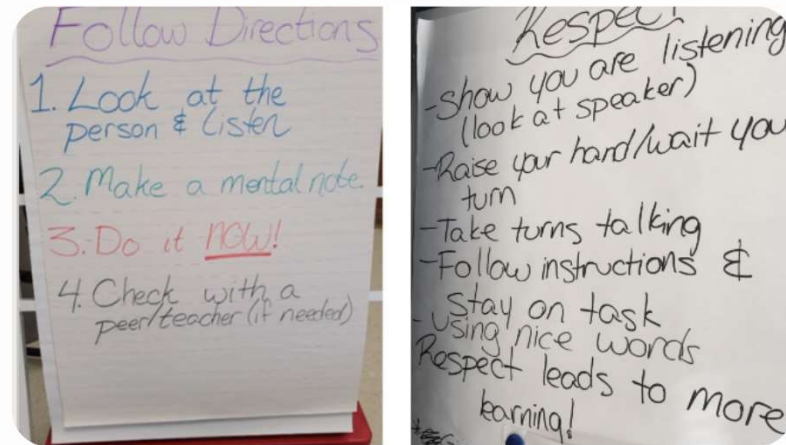 Follow Directions
1. Look at the
person & Listen
2. Make a mental note.
3. Do it now!
4. Check with a
peer/teacher (if needed)
Respect
-Show you are listening
(look at speaker)
-Raise your hand/wait you
turn
-Take turns talking
-Follow instructions &
stay on task
-using nice words
Respect leads to more
learning!